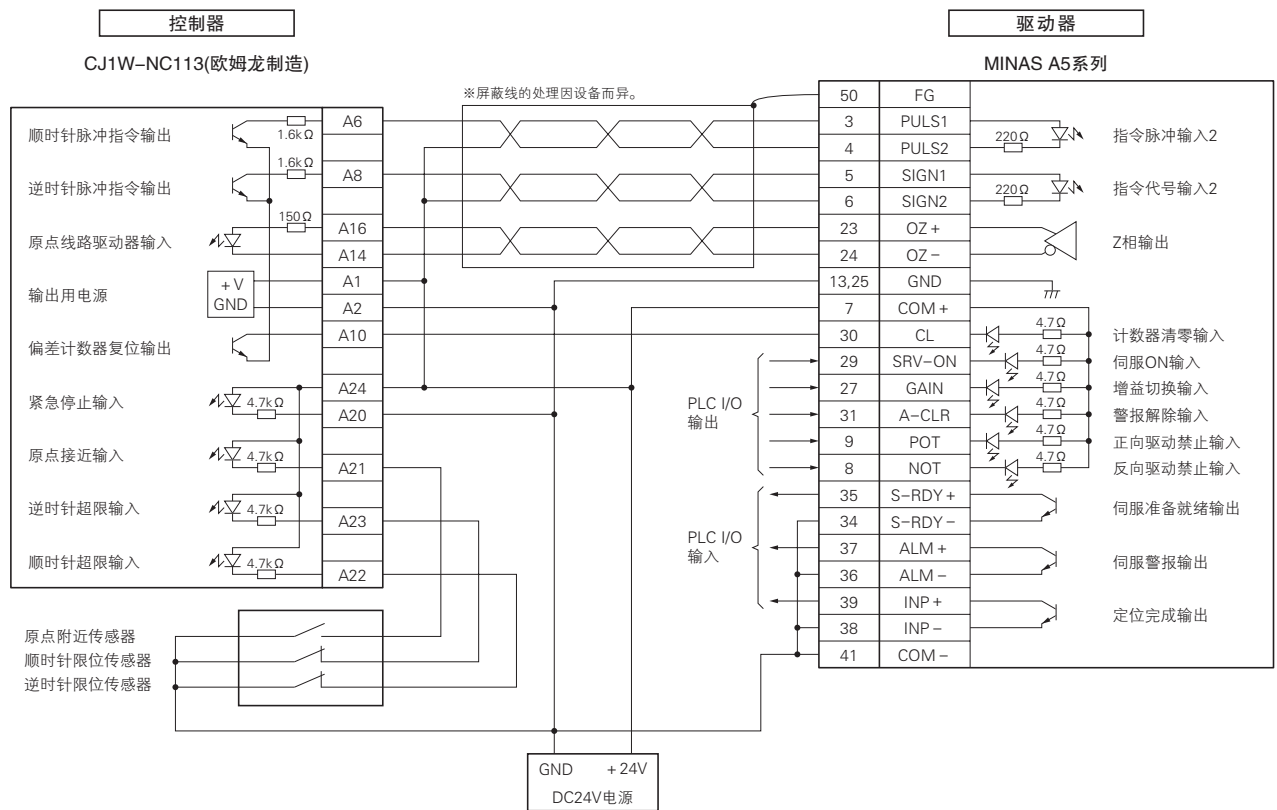 控制器
驱动器
CJ1W-NC113(欧姆龙制造)
MINAS A5系列
※屏蔽线的处理因设备而异。
顺时针脉冲指令输出
1.6kΩ
A6
逆时针脉冲指令输出
1.6kΩ
A8
原点线路驱动器输入
150Ω
A16
A14
输出用电源
+V
GND
A1
A2
偏差计数器复位输出
A10
紧急停止输入
4.7kΩ
A24
A20
原点接近输入
4.7kΩ
A21
逆时针超限输入
4.7kΩ
A23
顺时针超限输入
4.7kΩ
A22
原点附近传感器
顺时针限位传感器
逆时针限位传感器
50 FG
3 PULS1
4 PULS2
220Ω
指令脉冲输入2
5 SIGN1
6 SIGN2
220Ω
指令代号输入2
23 OZ+
24 OZ-
Z相输出
13,25 GND
7 COM+
30 CL 4.7Ω 计数器清零输入
29 SRV-ON 4.7Ω 伺服ON输入
27 GAIN 4.7Ω 增益切换输入
31 A-CLR 4.7Ω 警报解除输入
9 POT 4.7Ω 正向驱动禁止输入
8 NOT 4.7Ω 反向驱动禁止输入
PLC I/O
输出
35 S-RDY+
34 S-RDY-
伺服准备就绪输出
PLC I/O
输入
37 ALM+
36 ALM-
伺服警报输出
39 INP+
38 INP-
定位完成输出
41 COM-
GND +24V
DC24V电源